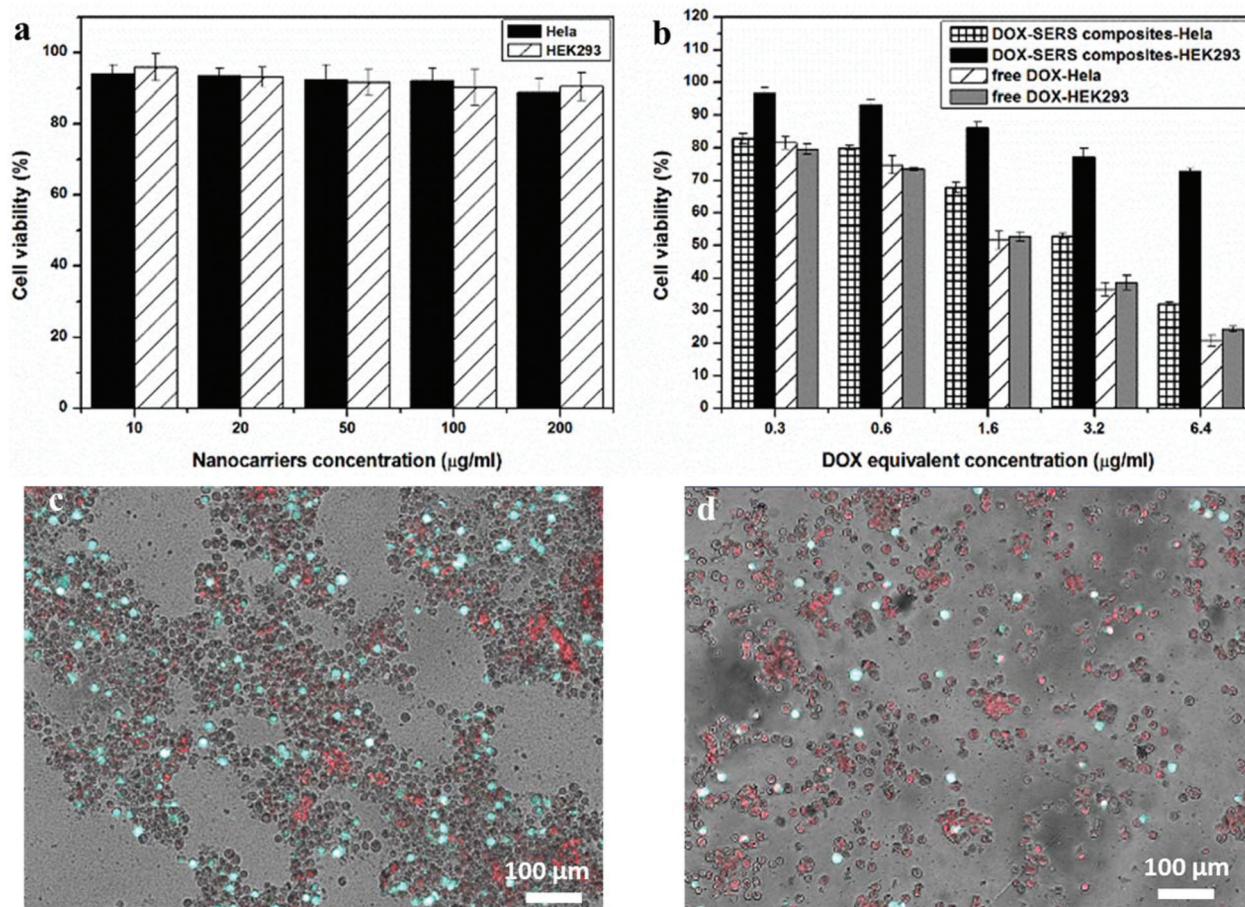 a
Hela
HEK293
100
80
60
40
20
0
Cell viability (%)
10 20 50 100 200
Nanocarriers concentration (μg/ml)
b
DOX-SERS composites-Hela
DOX-SERS composites-HEK293
free DOX-Hela
free DOX-HEK293
120
110
100
90
80
70
60
50
40
30
20
10
0
Cell viability (%)
0.3 0.6 1.6 3.2 6.4
DOX equivalent concentration (μg/ml)
c
100 μm
d
100 μm